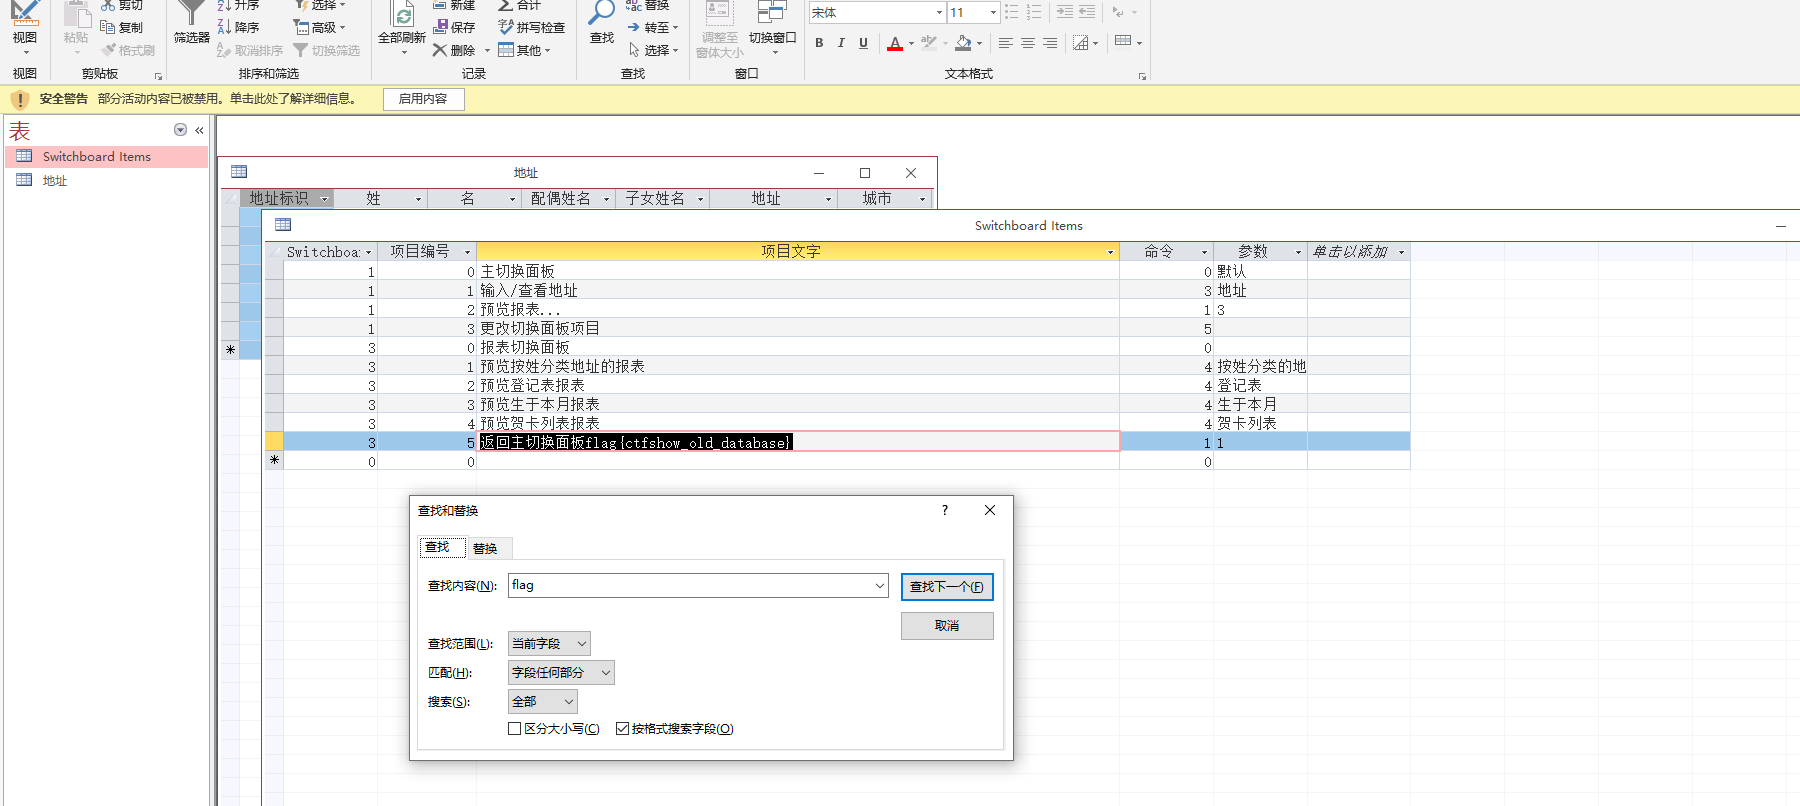 剪切 升序 选择 新建 合计 替换
复制 降序 高级 保存 拼写检查 转至
视图 粘贴 格式刷 筛选器 取消排序 切换筛选 全部刷新 删除 其他 查找 选择 调整至窗体大小 切换窗口
宋体 11
B I U A
视图 剪贴板 排序和筛选 记录 查找 窗口 文本格式
安全警告 部分活动内容已被禁用。单击此处了解详细信息。 启用内容
表 «
Switchboard Items
地址
地址
地址标识 姓 名 配偶姓名 子女姓名 地址 城市
Switchboard Items
Switchboa 项目编号 项目文字 命令 参数 单击以添加
1 0 主切换面板 0 默认
1 1 输入/查看地址 3 地址
1 2 预览报表... 1 3
1 3 更改切换面板项目 5
3 0 报表切换面板 0
3 1 预览按姓分类地址的报表 4 按姓分类的地
3 2 预览登记表报表 4 登记表
3 3 预览生于本月报表 4 生于本月
3 4 预览贺卡列表报表 4 贺卡列表
3 5 返回主切换面板flag{ctfshow_old_database} 1 1
* 0 0 0
查找和替换 ?
查找 替换
查找内容(N): flag 查找下一个(F)
取消
查找范围(L): 当前字段
匹配(H): 字段任何部分
搜索(S): 全部
区分大小写(C) 按格式搜索字段(O)